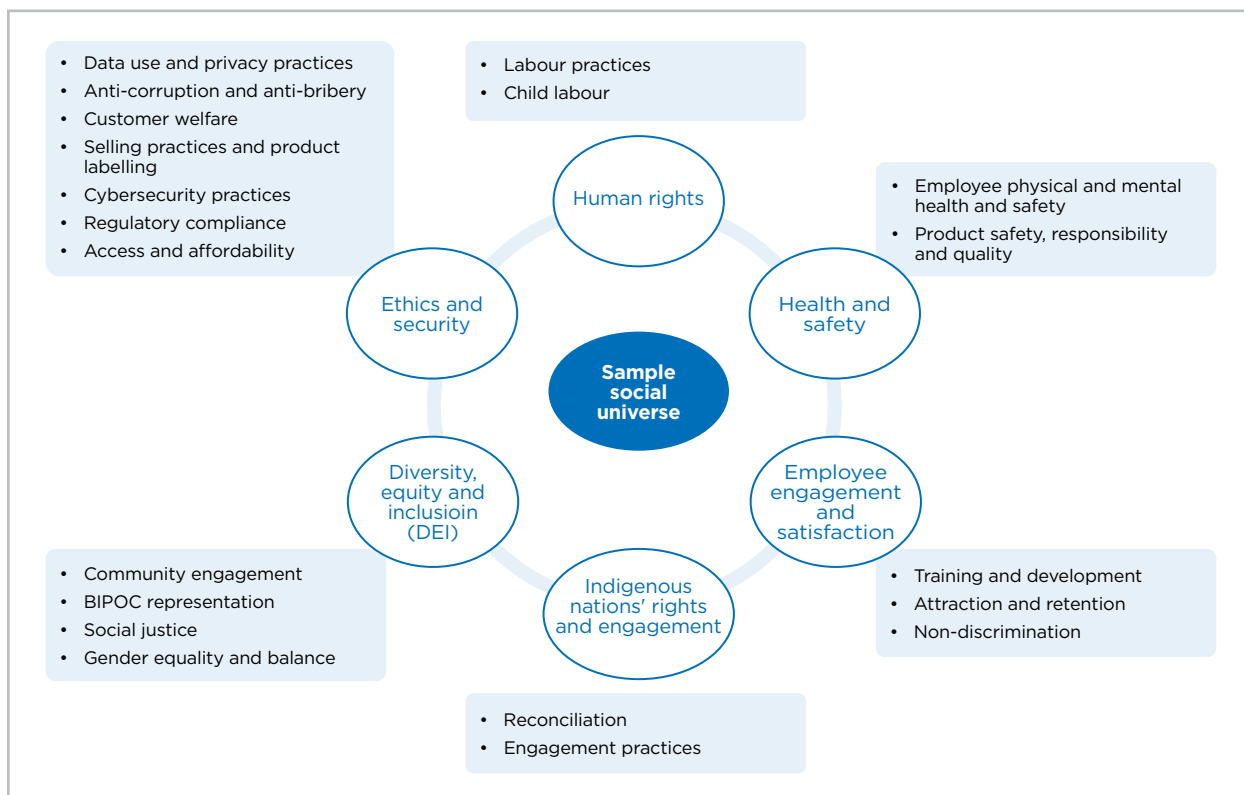 • Data use and privacy practices
• Anti-corruption and anti-bribery
• Customer welfare
• Selling practices and product
labelling
• Cybersecurity practices
• Regulatory compliance
• Access and affordability
• Labour practices
• Child labour
Human rights
• Employee physical and mental
health and safety
• Product safety, responsibility
and quality
Ethics and
security
Health and
safety
Sample
social
universe
Diversity,
equity and
inclusioin
(DEI)
Employee
engagement
and
satisfaction
Indigenous
nations' rights
and engagement
• Community engagement
• BIPOC representation
• Social justice
• Gender equality and balance
• Training and development
• Attraction and retention
• Non-discrimination
• Reconciliation
• Engagement practices